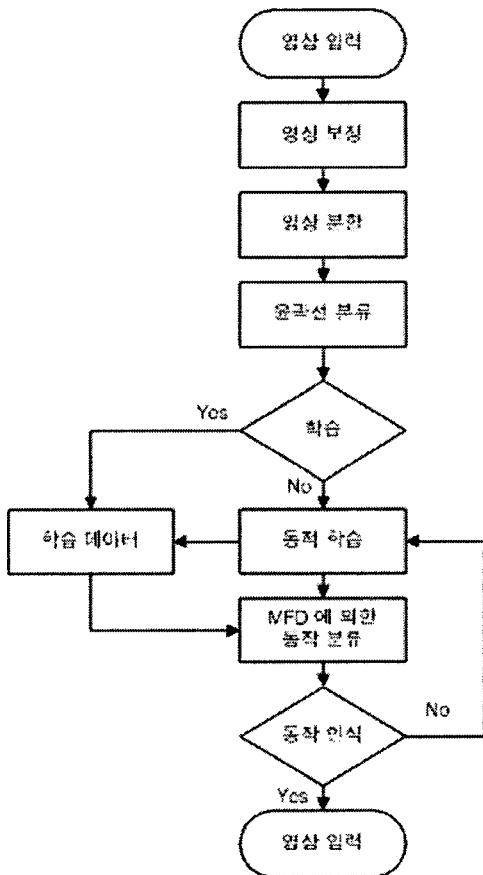 영상 입력
영상 보정
영상 분할
윤곽선 분류
학습
Yes
No
학습 데이터
동적 학습
MFD 에 의한
동작 분류
동작 인식
No
Yes
영상 입력